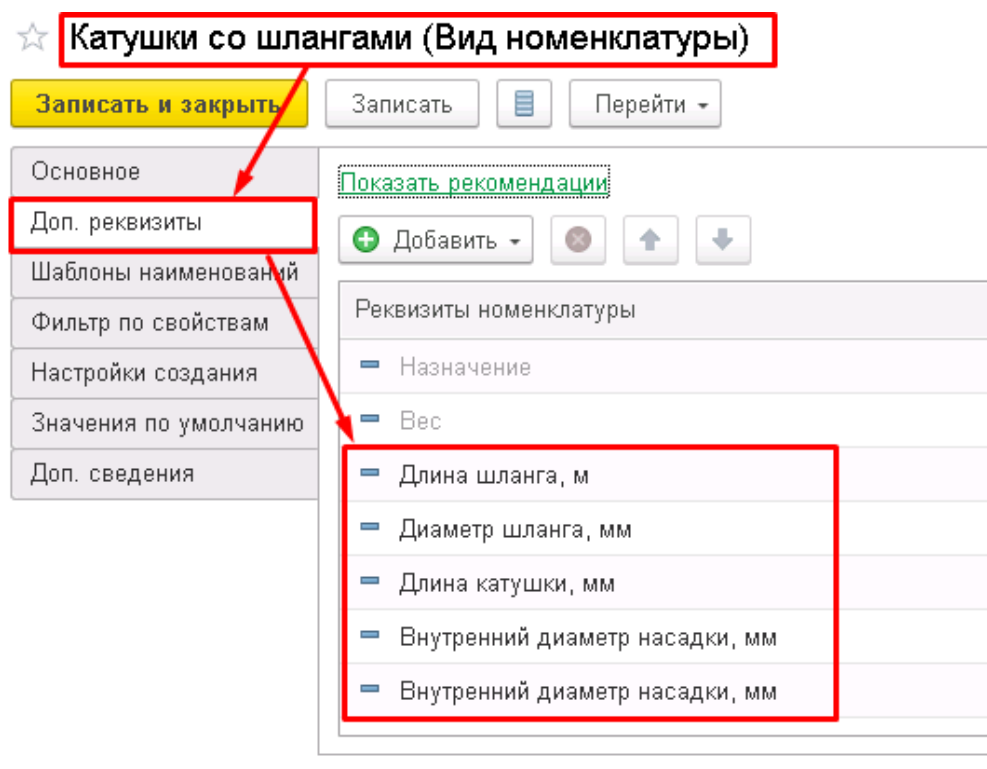 Катушки со шлангами (Вид номенклатуры)
Записать и закрыть
Записать
Перейти
Основное
Доп. реквизиты
Шаблоны наименований
Фильтр по свойствам
Настройки создания
Значения по умолчанию
Доп. сведения
Показать рекомендации
Добавить
Реквизиты номенклатуры
Назначение
Вес
Длина шланга, м
Диаметр шланга, мм
Длина катушки, мм
Внутренний диаметр насадки, мм
Внутренний диаметр насадки, мм